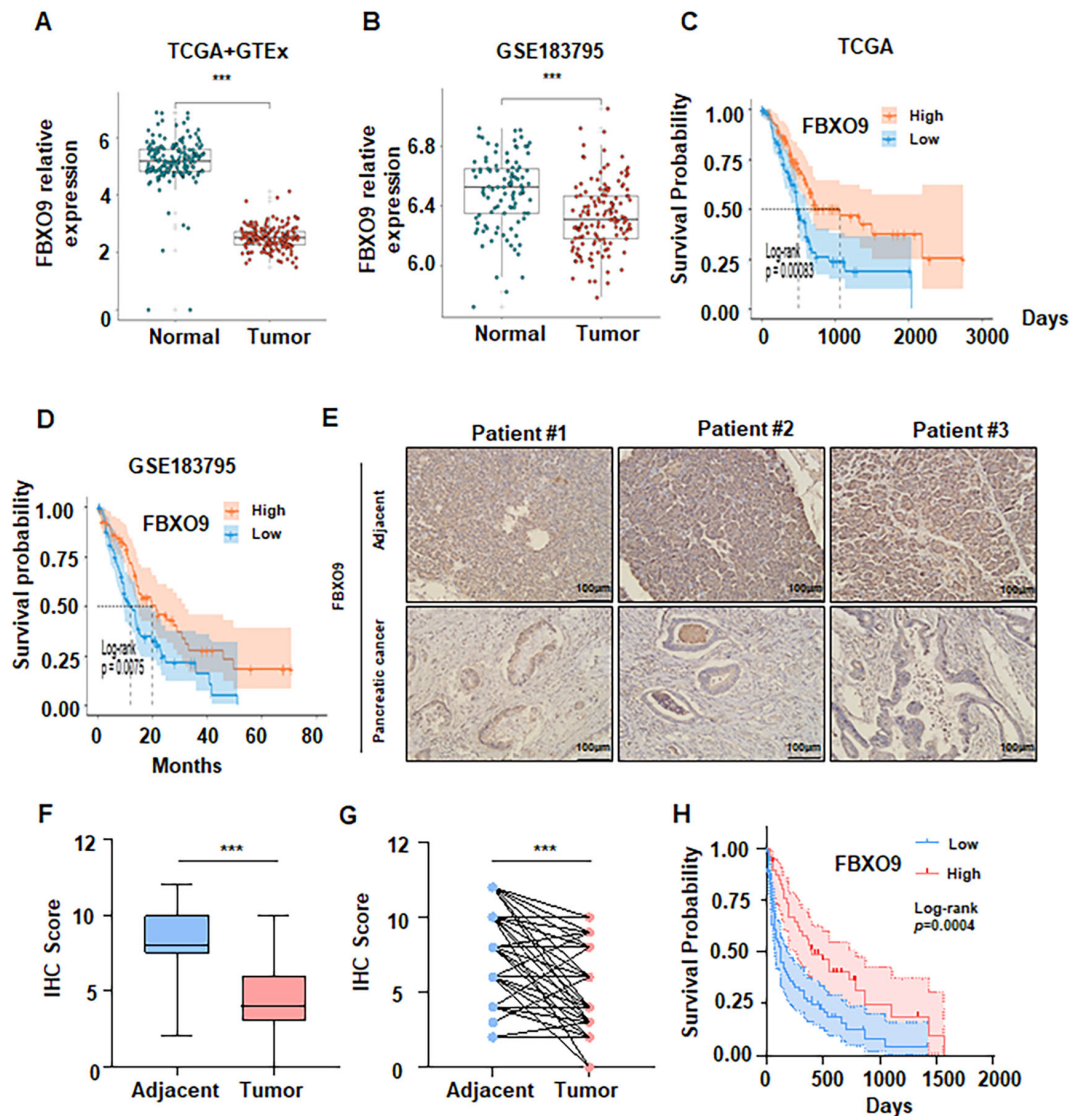 A
TCGA+GTEx
***
FBXO9 relative
expression
6
4
2
0
Normal
Tumor
B
GSE183795
***
FBXO9 relative
expression
6.8
6.4
6.0
Normal
Tumor
C
TCGA
FBXO9
High
Low
Survival Probability
1.00
0.75
0.50
0.25
0.00
Log-rank
p = 0.00083
0
1000
2000
3000
Days
D
GSE183795
FBXO9
High
Low
Survival probability
1.00
0.75
0.50
0.25
0.00
Log-rank
p = 0.0075
0
20
40
60
80
Months
E
Patient #1
Patient #2
Patient #3
FBXO9
Adjacent
100μm
100μm
100μm
Pancreatic cancer
100μm
100μm
100μm
F
IHC Score
12
10
5
0
***
Adjacent
Tumor
G
IHC Score
12
10
5
0
***
Adjacent
Tumor
H
FBXO9
Low
High
Log-rank
p=0.0004
Survival Probability
1.00
0.75
0.50
0.25
0.00
0
500
1000
1500
2000
Days